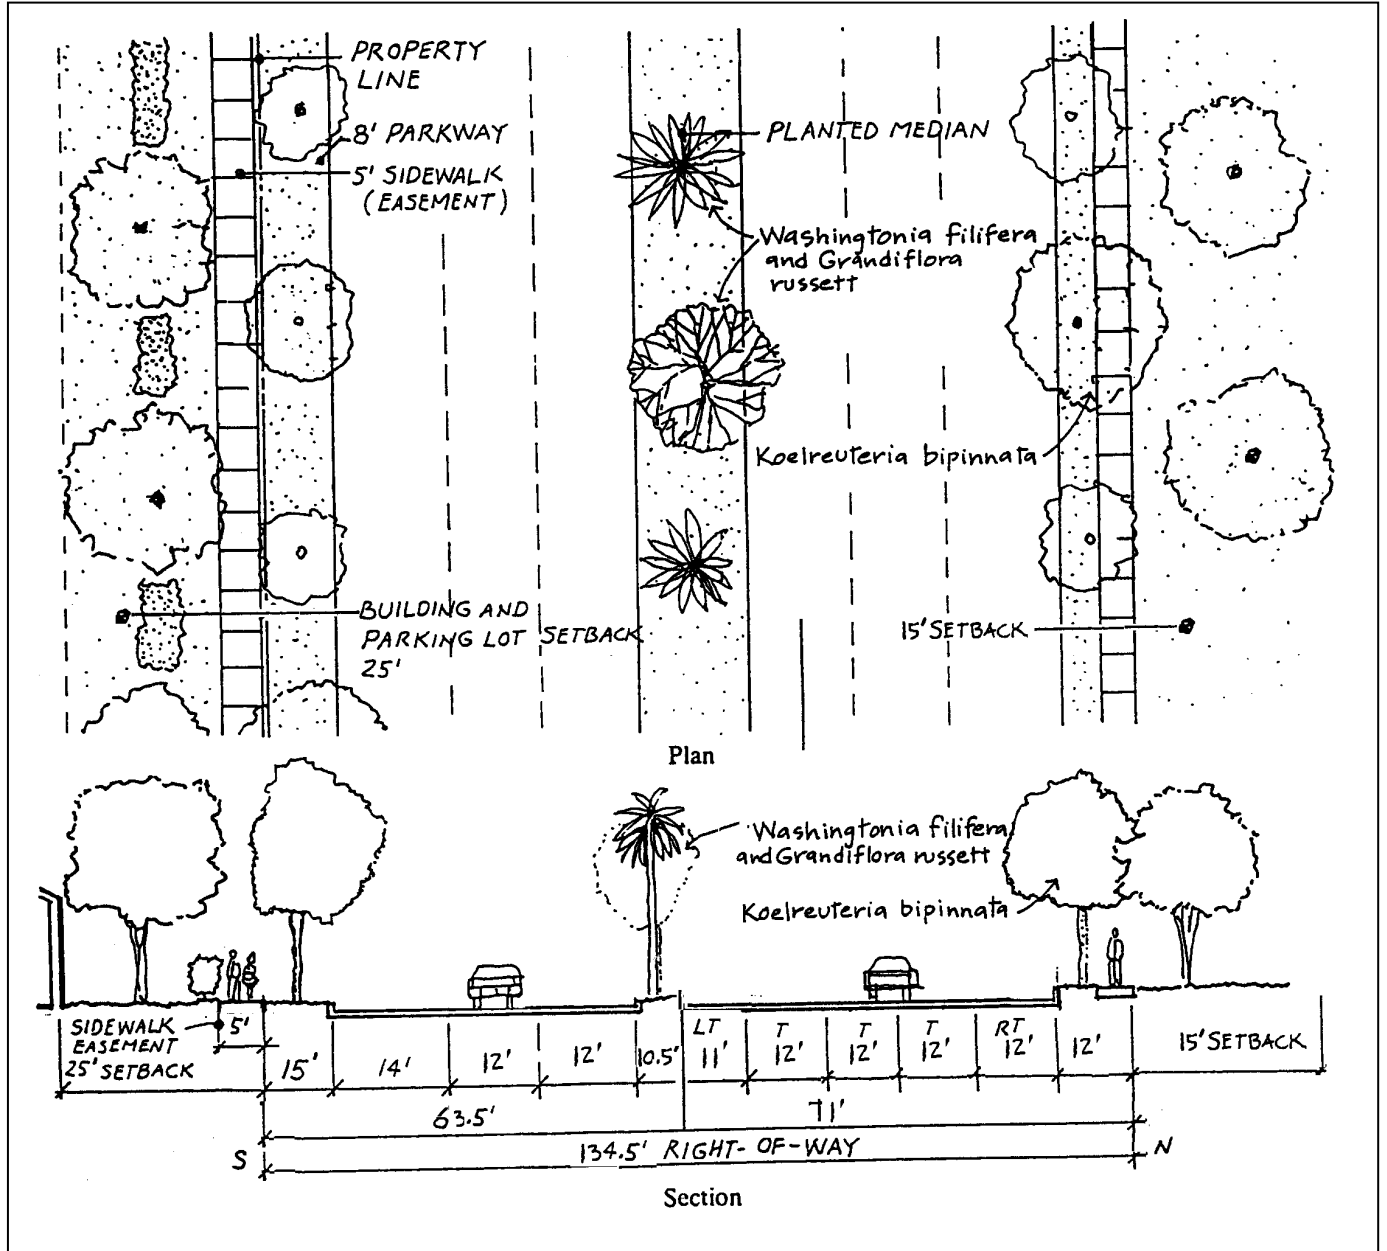 PROPERTY
LINE
8' PARKWAY
5' SIDEWALK
(EASEMENT)
PLANTED MEDIAN
Washingtonia filifera
and Grandiflora
russett
Koelreuteria bipinnata
BUILDING AND
PARKING LOT SETBACK
25'
15' SETBACK
Plan
Washingtonia filifera
and Grandiflora russett
Koelreuteria bipinnata
SIDEWALK
EASEMENT
25' SETBACK
5'
15'
14'
12'
12'
10.5'
LT
11'
T
12'
T
12'
T
12'
RT
12'
12'
15' SETBACK
63.5'
71'
134.5' RIGHT-OF-WAY
S
N
Section